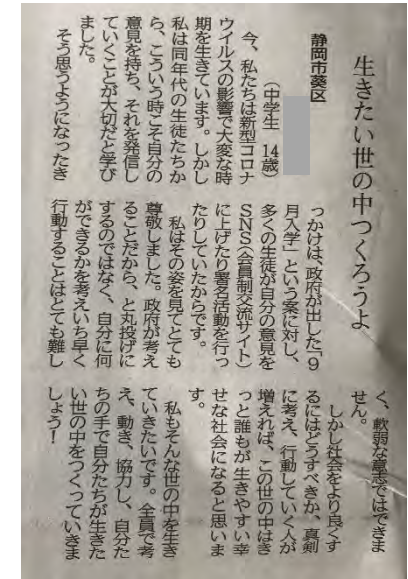 生きたい世の中つくろうよ
静岡市葵区
（中学生　14歳）
今、私たちは新型コロナ
ウイルスの影響で大変な時
期を生きています。しかし
私は同年代の生徒たちか
ら、こういう時こそ自分の
意見を持ち、それを発信し
ていくことが大切だと学び
ました。
そう思うようになったき
っかけは、政府が出した「9
月入学」という案に対し、
多くの生徒が自分の意見を
SNS（会員制交流サイト）
に上げたり署名活動を行っ
たりしていたからです。
私はその姿を見てとても
尊敬しました。政府が考え
ることだから、と丸投げに
するのではなく、自分に何
ができるかを考えいち早く
行動することはとても難し
く、軟弱な意志ではできま
せん。
しかし社会をより良くす
るにはどうすべきか、真剣
に考え、行動していく人が
増えれば、この世の中はき
っと誰もが生きやすい幸
せな社会になると思いま
す。
私もそんな世の中を生き
ていきたいです。全員で考
え、動き、協力し、自分た
ちの手で自分たちが生きた
い世の中をつくっていきま
しょう！